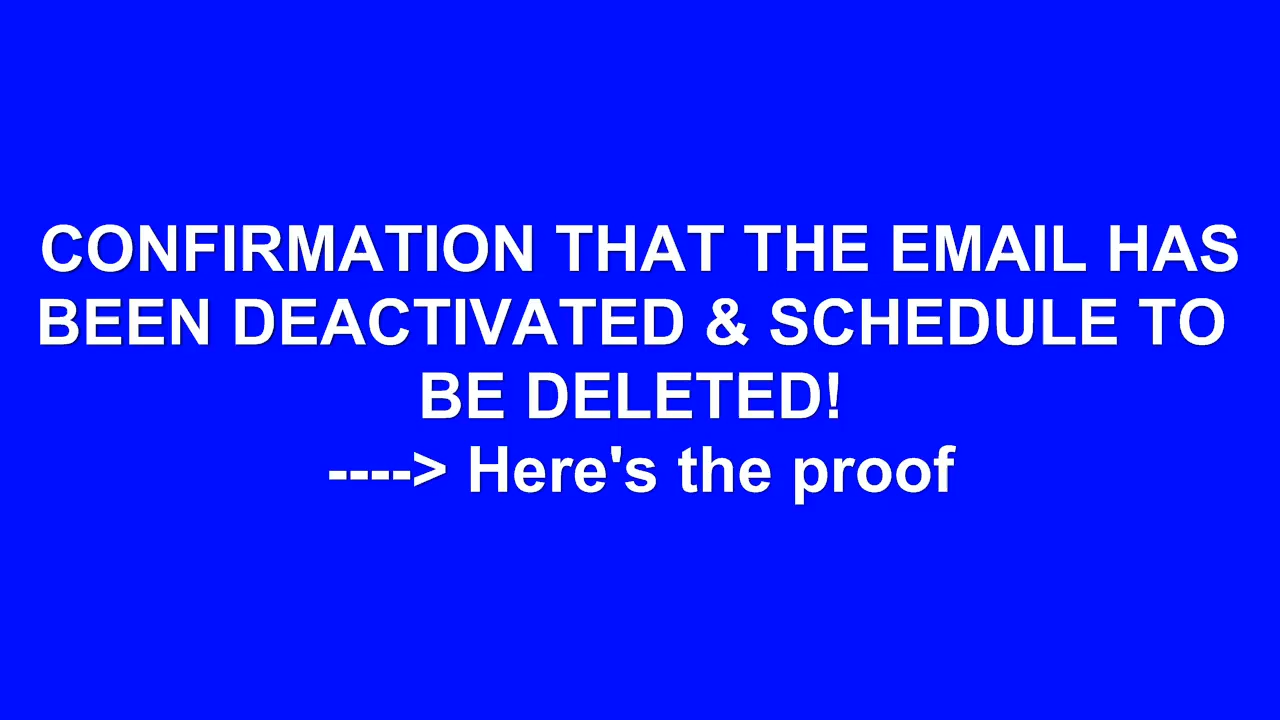 CONFIRMATION THAT THE EMAIL HAS
BEEN DEACTIVATED & SCHEDULE TO
BE DELETED!
----> Here's the proof